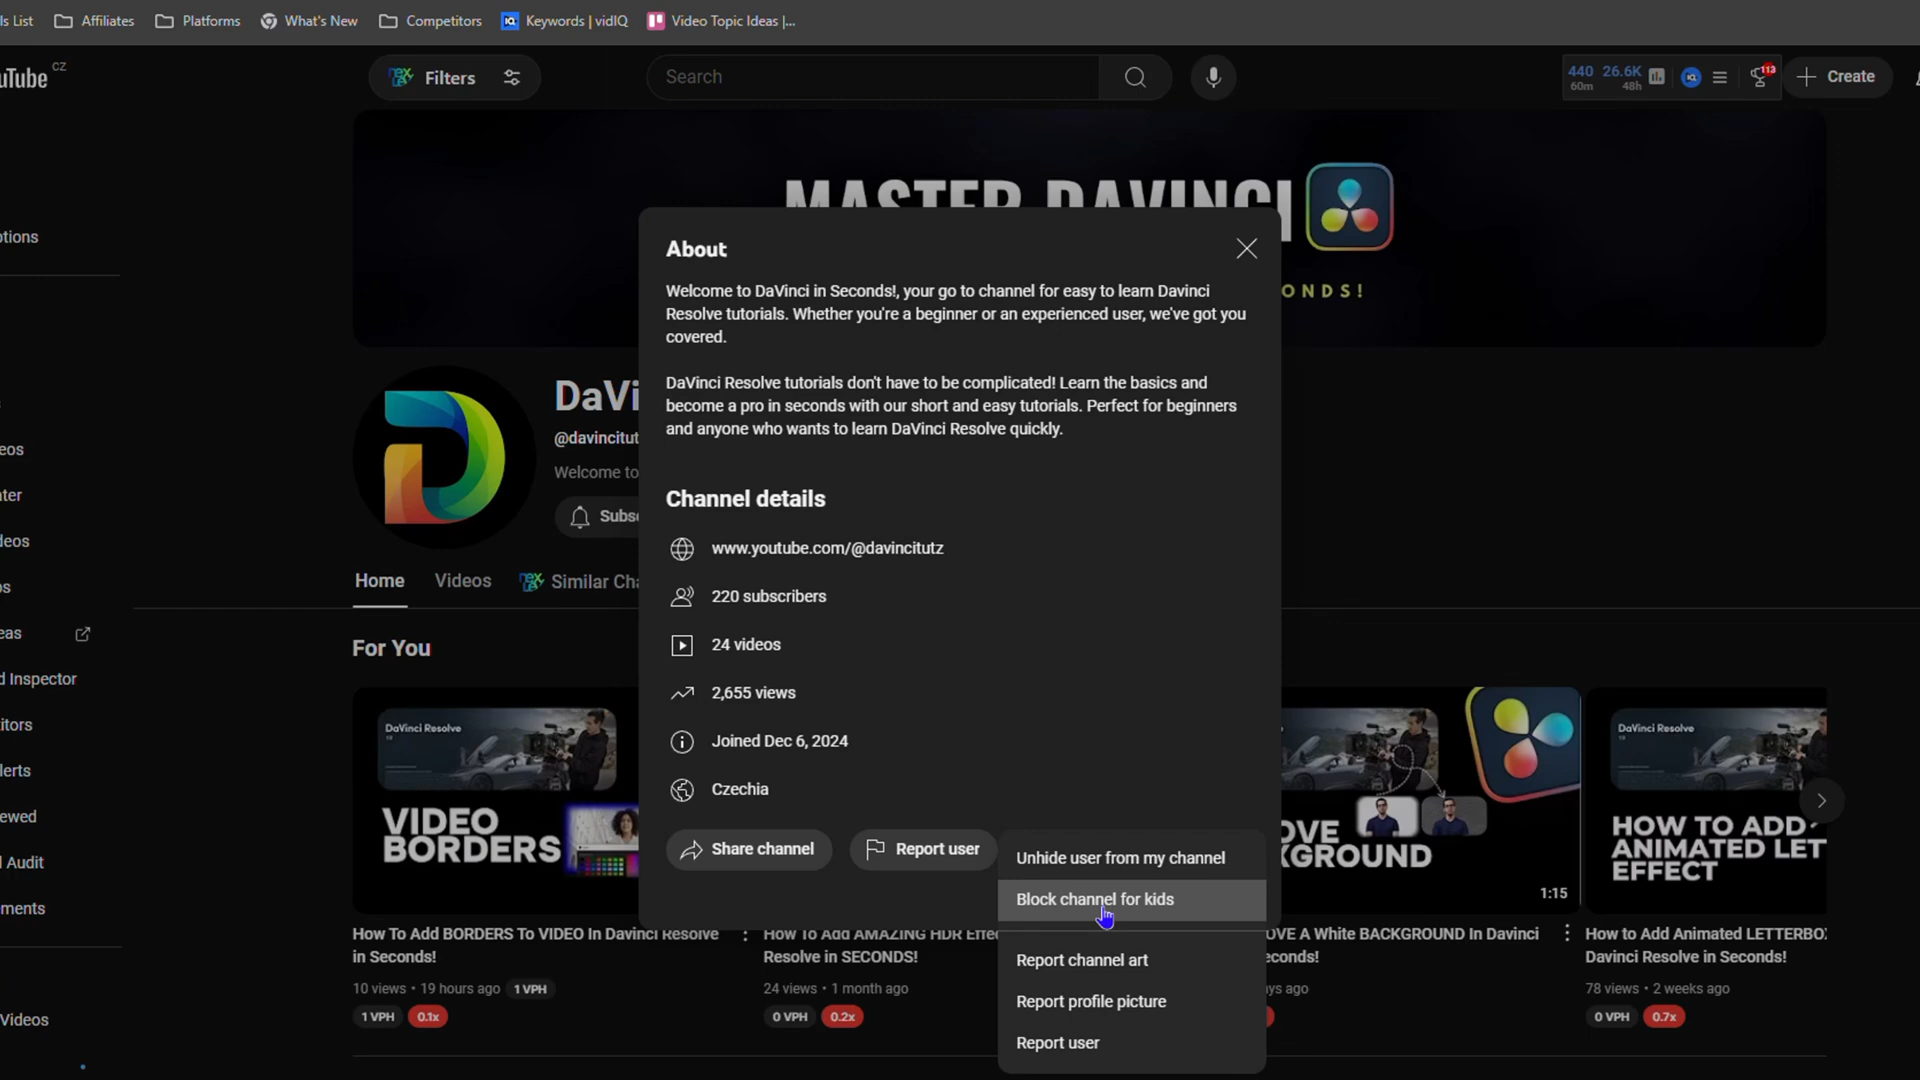 ls List
Affiliates
Platforms
What's New
Competitors
Keywords | vidIQ
Video Topic Ideas |...
uTube CZ
Filters
Search
440
60m
26.6K
48h
113
Create
MASTER DAVINCI
ONDS!
ptions
eos
ter
deos
os
eas
d Inspector
itors
lerts
ewed
l Audit
ments
Videos
DaVi
@davincitut
Welcome to
Subs
Home
Videos
Similar Cha
For You
About
Welcome to DaVinci in Seconds!, your go to channel for easy to learn Davinci
Resolve tutorials. Whether you're a beginner or an experienced user, we've got you
covered.
DaVinci Resolve tutorials don't have to be complicated! Learn the basics and
become a pro in seconds with our short and easy tutorials. Perfect for beginners
and anyone who wants to learn DaVinci Resolve quickly.
Channel details
www.youtube.com/@davincitutz
220 subscribers
24 videos
2,655 views
Joined Dec 6, 2024
Czechia
Share channel
Report user
Unhide user from my channel
Block channel for kids
Report channel art
Report profile picture
Report user
DaVinci Resolve
VIDEO
BORDERS
How To Add BORDERS To VIDEO In Davinci Resolve
in Seconds!
10 views • 19 hours ago 1 VPH
1 VPH 0.1x
How To Add AMAZING HDR Effe
Resolve in SECONDS!
24 views • 1 month ago
0 VPH 0.2x
OVE
KGROUND
1:15
OVE A White BACKGROUND In Davinci
econds!
ys ago
DaVinci Resolve
HOW TO ADD
ANIMATED LET
EFFECT
How to Add Animated LETTERBO
Davinci Resolve in Seconds!
78 views • 2 weeks ago
0 VPH 0.7x